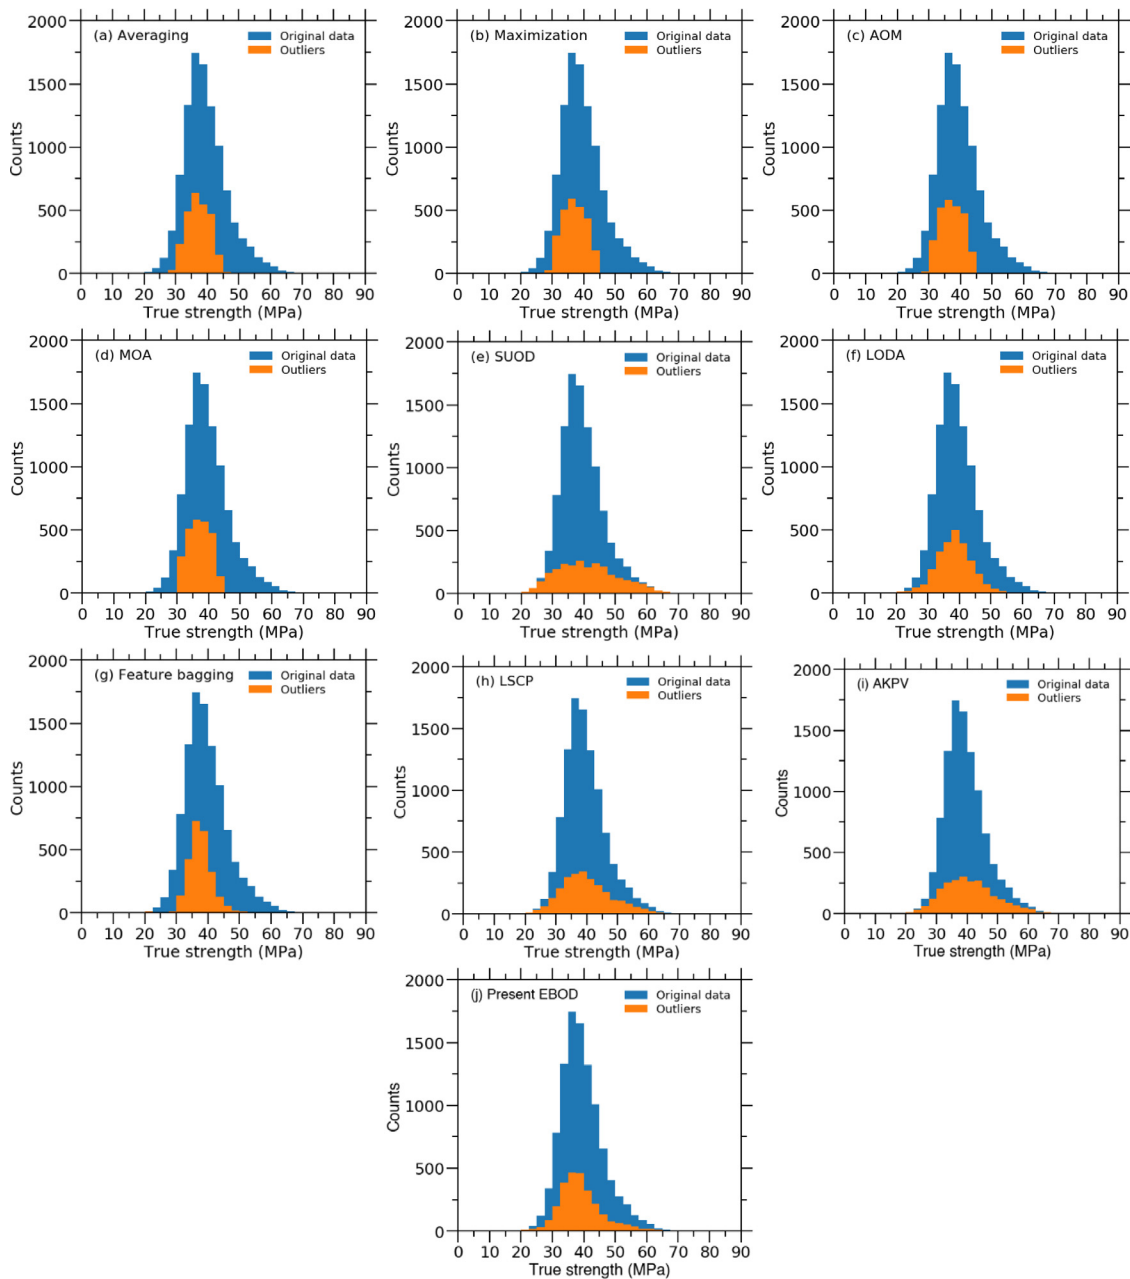 (a) Averaging
Original data
Outliers
2000
1500
1000
500
0
Counts
0 10 20 30 40 50 60 70 80 90
True strength (MPa)
(b) Maximization
Original data
Outliers
2000
1500
1000
500
0
Counts
0 10 20 30 40 50 60 70 80 90
True strength (MPa)
(c) AOM
Original data
Outliers
2000
1500
1000
500
0
Counts
0 10 20 30 40 50 60 70 80 90
True strength (MPa)
(d) MOA
Original data
Outliers
2000
1500
1000
500
0
Counts
0 10 20 30 40 50 60 70 80 90
True strength (MPa)
(e) SUOD
Original data
Outliers
2000
1500
1000
500
0
Counts
0 10 20 30 40 50 60 70 80 90
True strength (MPa)
(f) LODA
Original data
Outliers
2000
1500
1000
500
0
Counts
0 10 20 30 40 50 60 70 80 90
True strength (MPa)
(g) Feature bagging
Original data
Outliers
2000
1500
1000
500
0
Counts
0 10 20 30 40 50 60 70 80 90
True strength (MPa)
(h) LSCP
Original data
Outliers
2000
1500
1000
500
0
Counts
0 10 20 30 40 50 60 70 80 90
True strength (MPa)
(i) AKPV
Original data
Outliers
2000
1500
1000
500
0
Counts
0 10 20 30 40 50 60 70 80 90
True strength (MPa)
(j) Present EBOD
Original data
Outliers
2000
1500
1000
500
0
Counts
0 10 20 30 40 50 60 70 80 90
True strength (MPa)